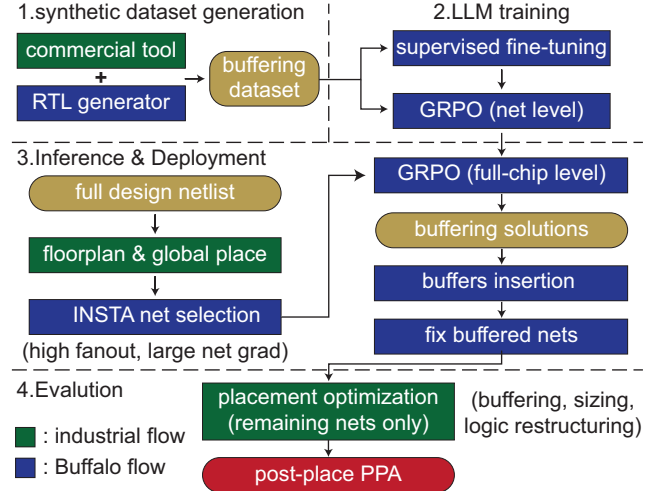 1.synthetic dataset generation
commercial tool
+
RTL generator
buffering
dataset
2.LLM training
supervised fine-tuning
GRPO (net level)
3.Inference & Deployment
full design netlist
floorplan & global place
INSTA net selection
(high fanout, large net grad)
GRPO (full-chip level)
buffering solutions
buffers insertion
fix buffered nets
4.Evalution
: industrial flow
: Buffalo flow
placement optimization
(remaining nets only)
(buffering, sizing,
logic restructuring)
post-place PPA